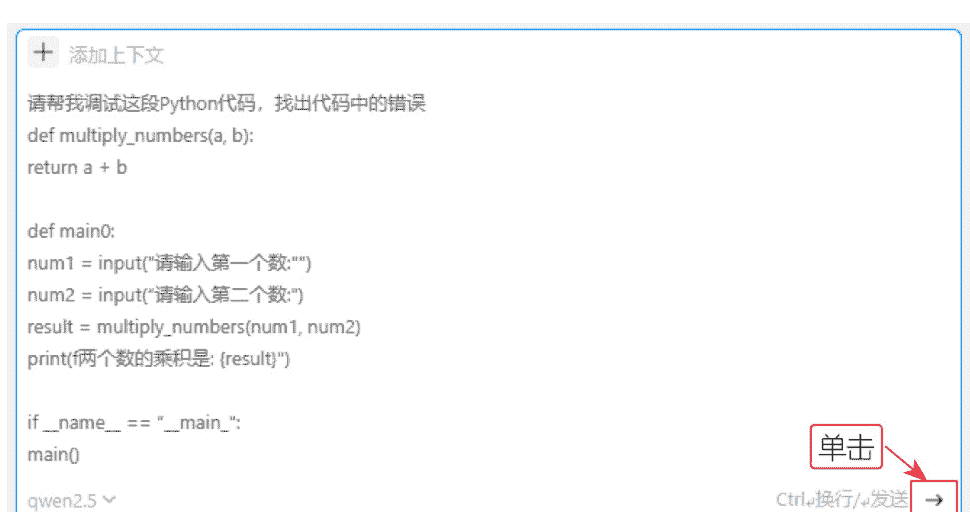 + 添加上下文
请帮我调试这段Python代码，找出代码中的错误
def multiply_numbers(a, b):
return a + b
def main0:
num1 = input("请输入第一个数:"")
num2 = input("请输入第二个数:")
result = multiply_numbers(num1, num2)
print(f两个数的乘积是: {result}")
if __name__ == "__main_":
main()
单击
qwen2.5
Ctrl↲换行/↲发送 →